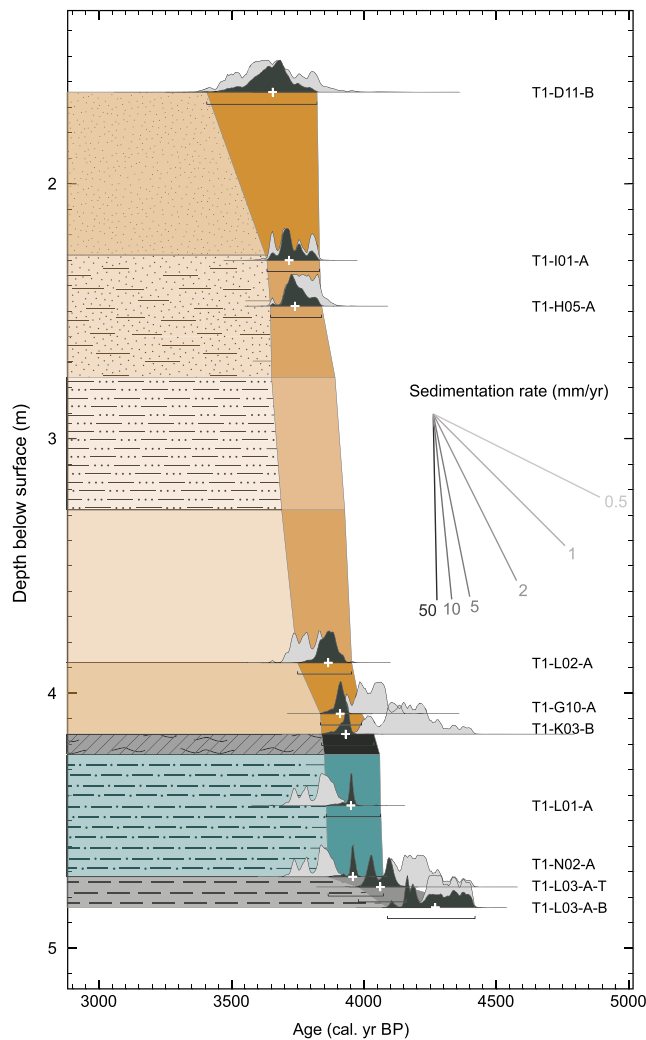 T1-D11-B
2
T1-I01-A
T1-H05-A
Sedimentation rate (mm/yr)
Depth below surface (m)
3
0.5
1
2
50 10 5
T1-L02-A
4
T1-G10-A
T1-K03-B
T1-L01-A
T1-N02-A
T1-L03-A-T
T1-L03-A-B
5
3000 3500 4000 4500 5000
Age (cal. yr BP)